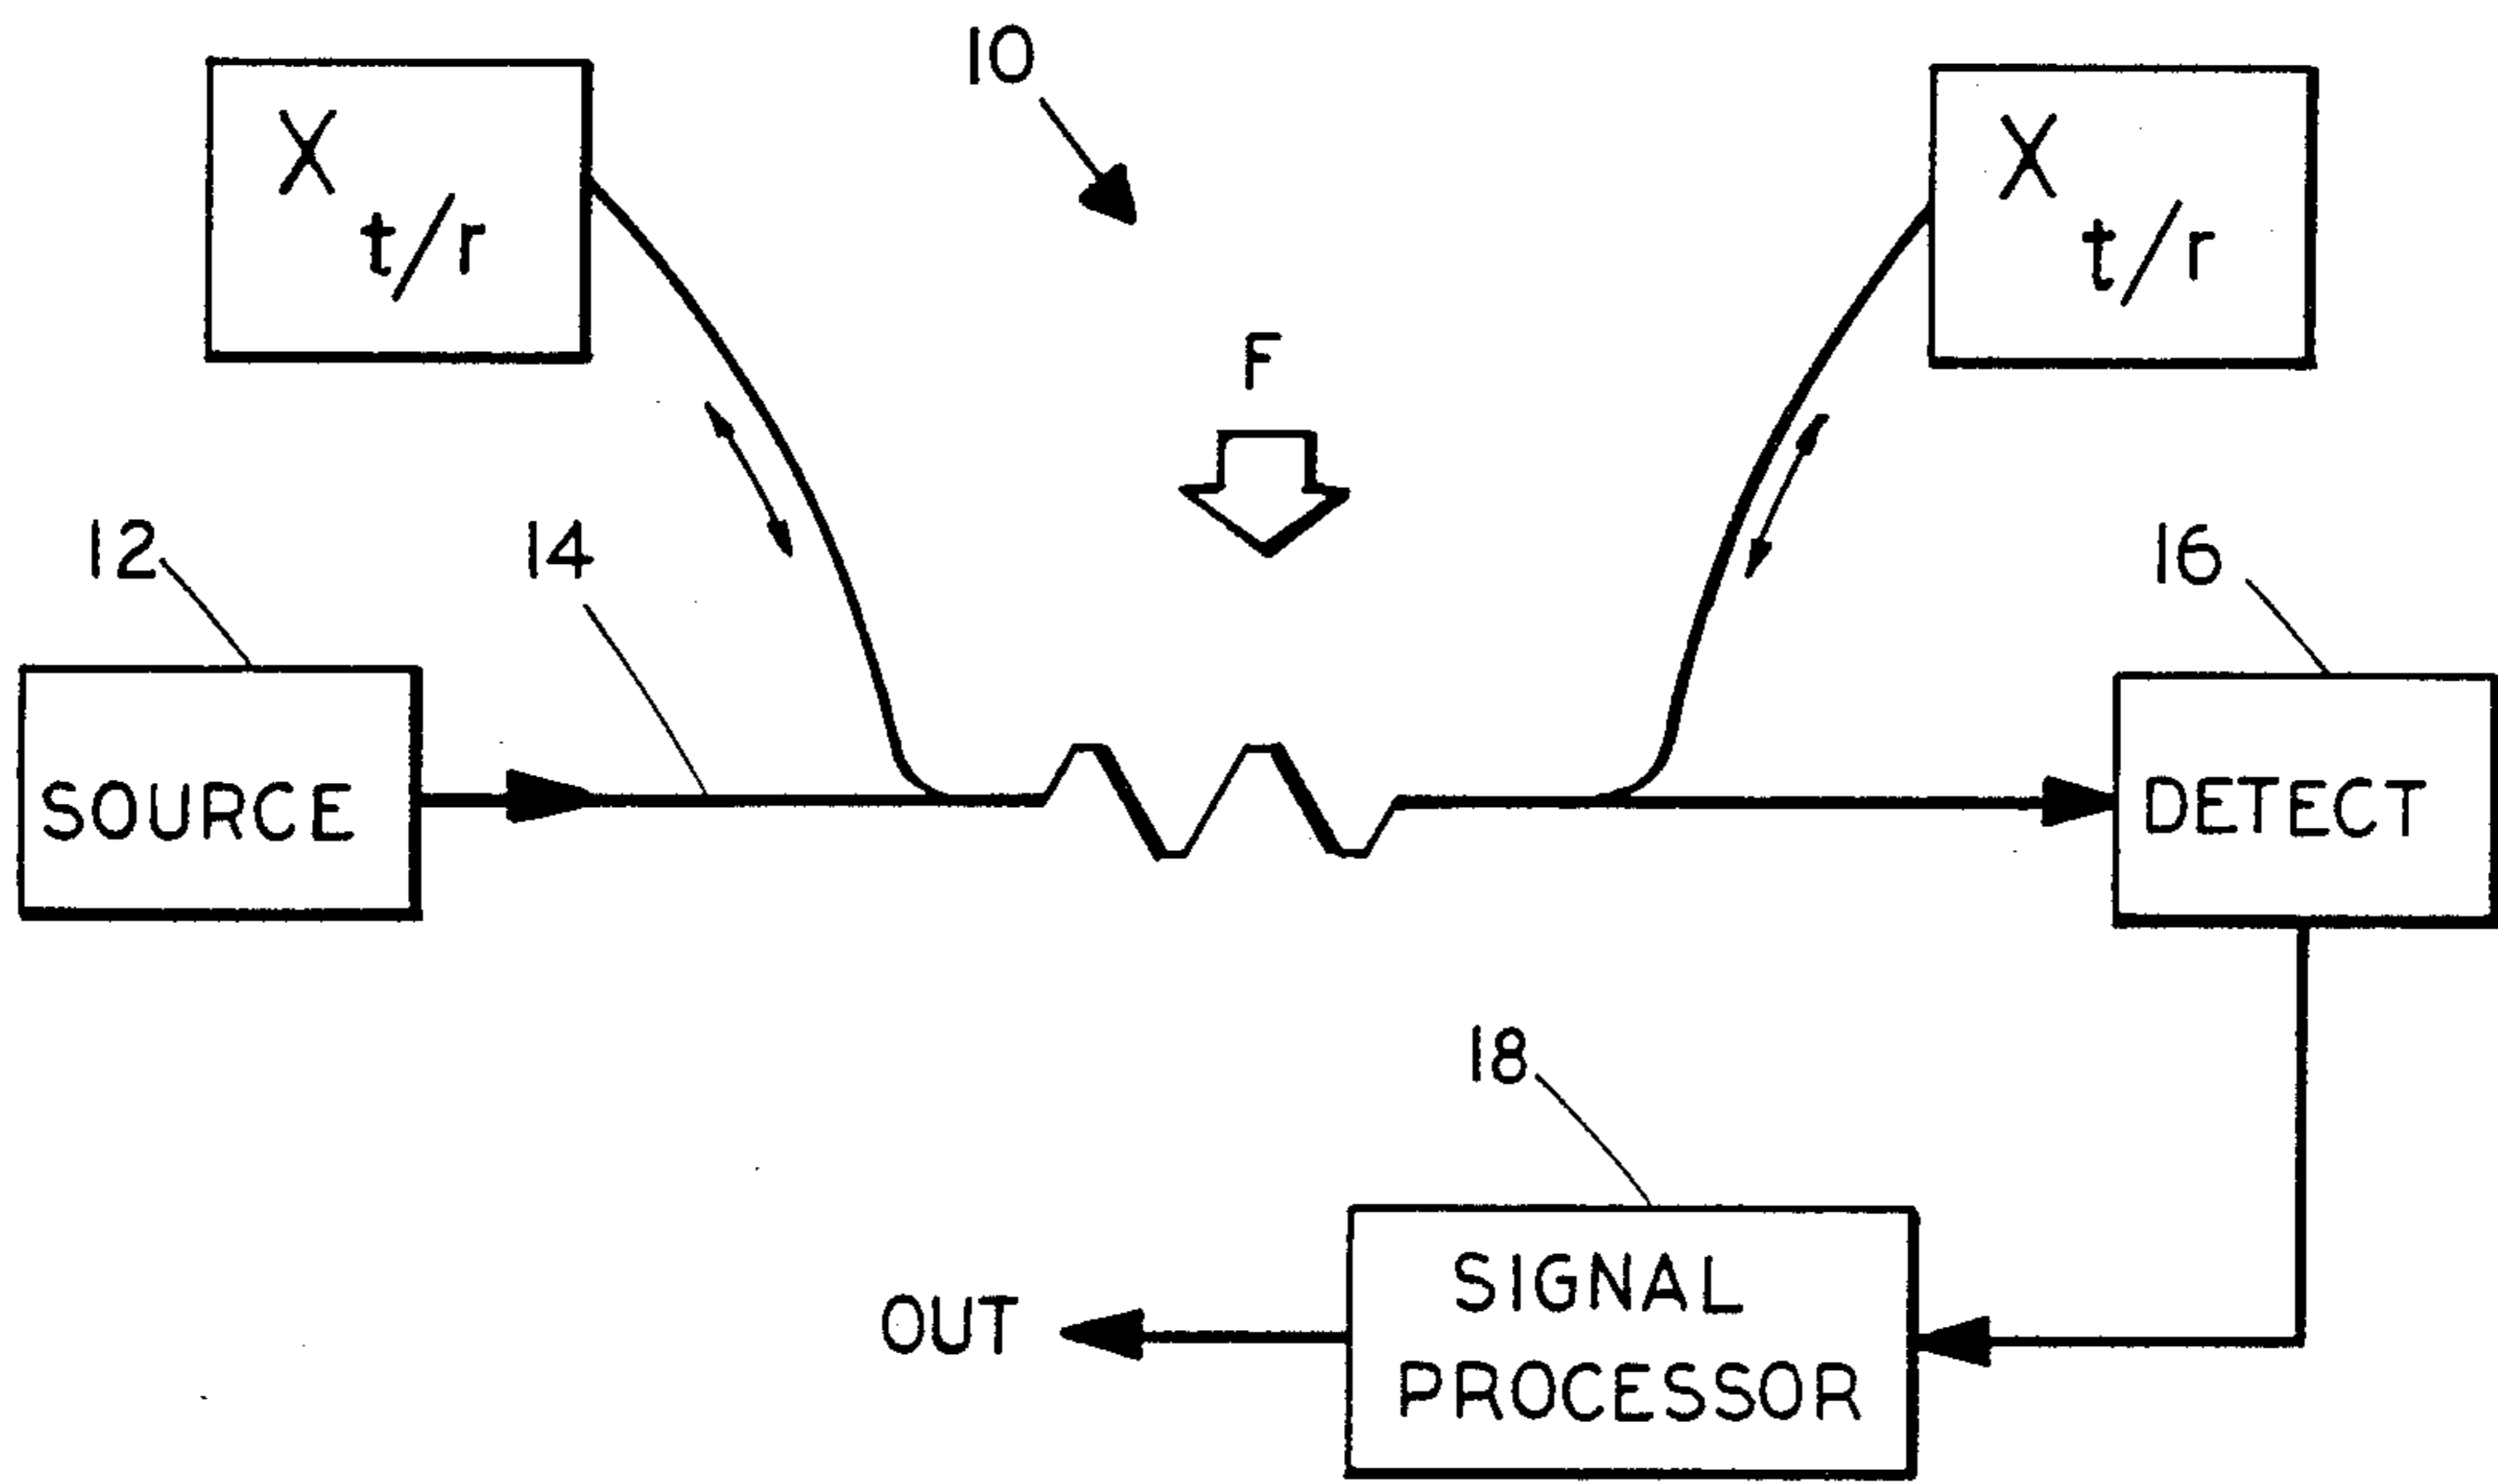 10
X t/r
X t/r
F
12
14
16
SOURCE
DETECT
18
SIGNAL
PROCESSOR
OUT